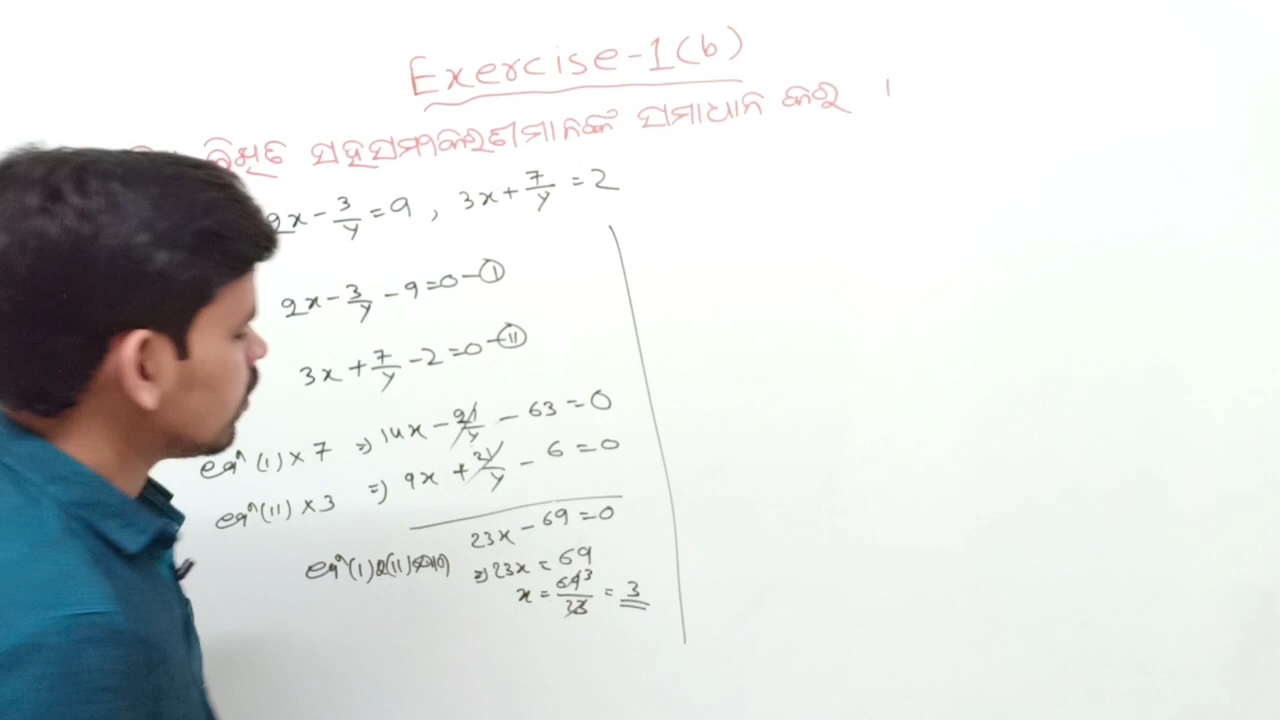 Exercise-1(b)
ସହସମୀକରଣମାନଙ୍କ ସମାଧାନ କର ।
2x - 3/y = 9 , 3x + 7/y = 2
2x - 3/y - 9 = 0 - (I)
3x + 7/y - 2 = 0 - (II)
eqⁿ (I) × 7 ⇒ 14x - 21/y - 63 = 0
eqⁿ (II) × 3 ⇒ 9x + 21/y - 6 = 0
23x - 69 = 0
eqⁿ (I) & (II)
⇒ 23x = 69
x = 69/23 = 3